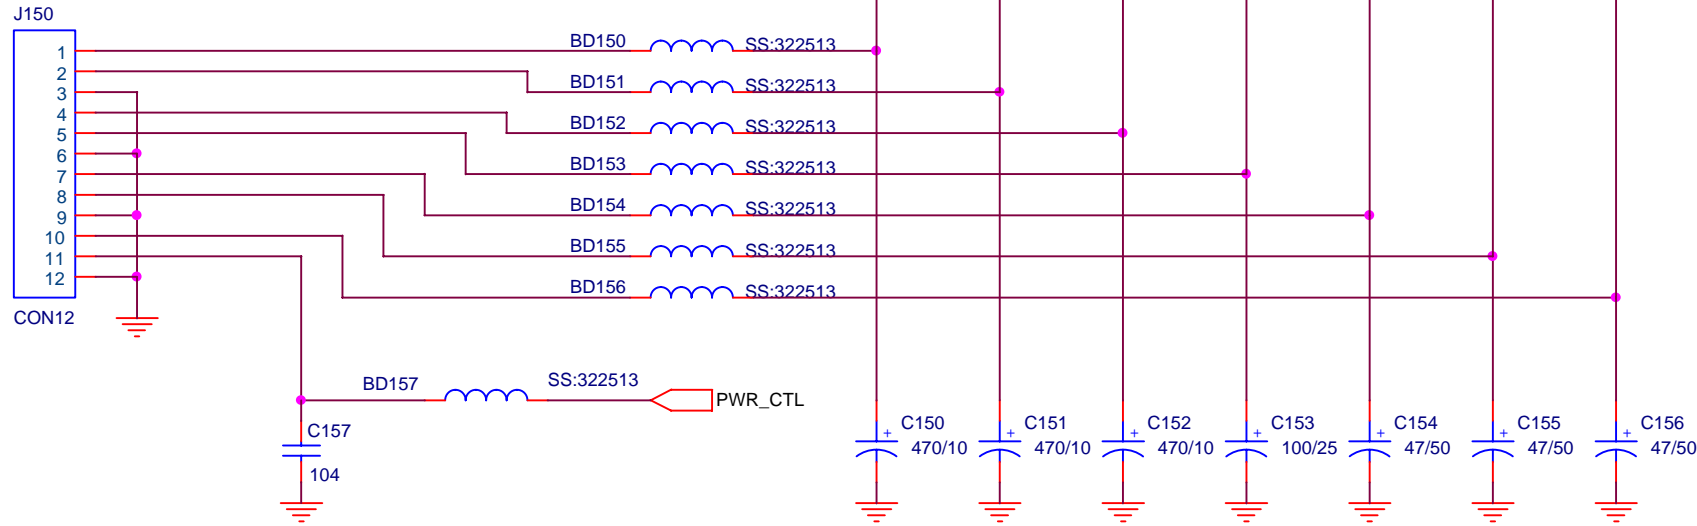 J150
1
2
3
4
5
6
7
8
9
10
11
12
CON12
BD150 SS:322513
BD151 SS:322513
BD152 SS:322513
BD153 SS:322513
BD154 SS:322513
BD155 SS:322513
BD156 SS:322513
BD157 SS:322513 PWR_CTL
C157
104
+ C150
470/10
+ C151
470/10
+ C152
470/10
+ C153
100/25
+ C154
47/50
+ C155
47/50
+ C156
47/50